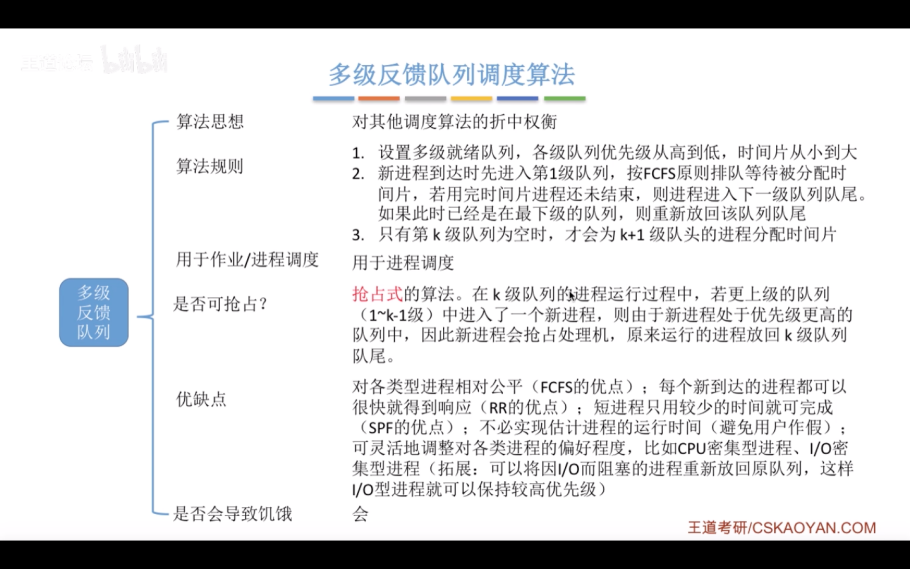 多级反馈队列调度算法
算法思想
对其他调度算法的折中权衡
算法规则
1. 设置多级就绪队列，各级队列优先级从高到低，时间片从小到大
2. 新进程到达时先进入第1级队列，按FCFS原则排队等待被分配时
间片，若用完时间片进程还未结束，则进程进入下一级队列队尾。
如果此时已经是在最下级的队列，则重新放回该队列队尾
3. 只有第 k 级队列为空时，才会为 k+1 级队头的进程分配时间片
用于作业/进程调度
用于进程调度
多级
反馈
队列
是否可抢占？
抢占式的算法。在 k 级队列的进程运行过程中，若更上级的队列
（1~k-1级）中进入了一个新进程，则由于新进程处于优先级更高的
队列中，因此新进程会抢占处理机，原来运行的进程放回 k 级队列
队尾。
优缺点
对各类型进程相对公平（FCFS的优点）；每个新到达的进程都可以
很快就得到响应（RR的优点）；短进程只用较少的时间就可完成
（SPF的优点）；不必实现估计进程的运行时间（避免用户作假）；
可灵活地调整对各类进程的偏好程度，比如CPU密集型进程、I/O密
集型进程（拓展：可以将因I/O而阻塞的进程重新放回原队列，这样
I/O型进程就可以保持较高优先级）
是否会导致饥饿
会
王道考研/CSKAOYAN.COM